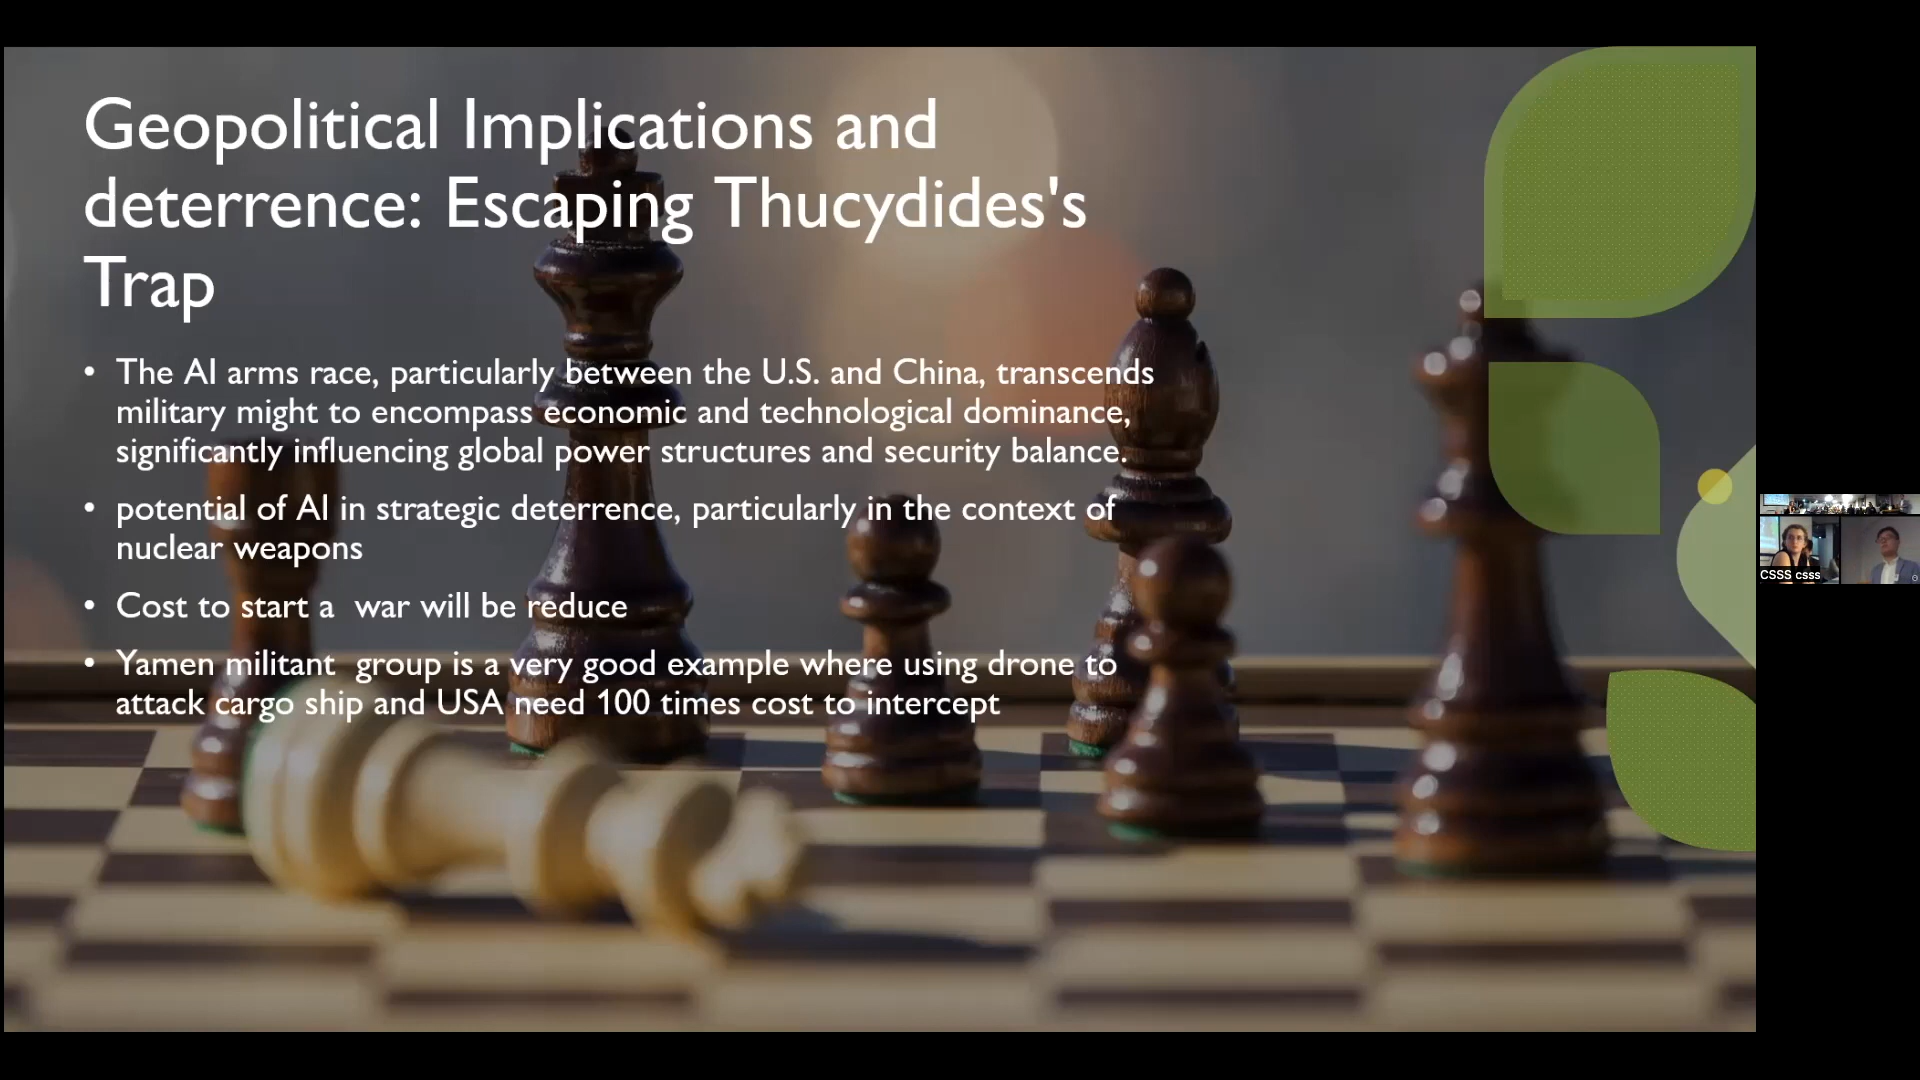 Geopolitical Implications and
deterrence: Escaping Thucydides's
Trap
• The AI arms race, particularly between the U.S. and China, transcends
military might to encompass economic and technological dominance,
significantly influencing global power structures and security balance.
• potential of AI in strategic deterrence, particularly in the context of
nuclear weapons
• Cost to start a  war will be reduce
• Yamen militant  group is a very good example where using drone to
attack cargo ship and USA need 100 times cost to intercept
CSSS csss